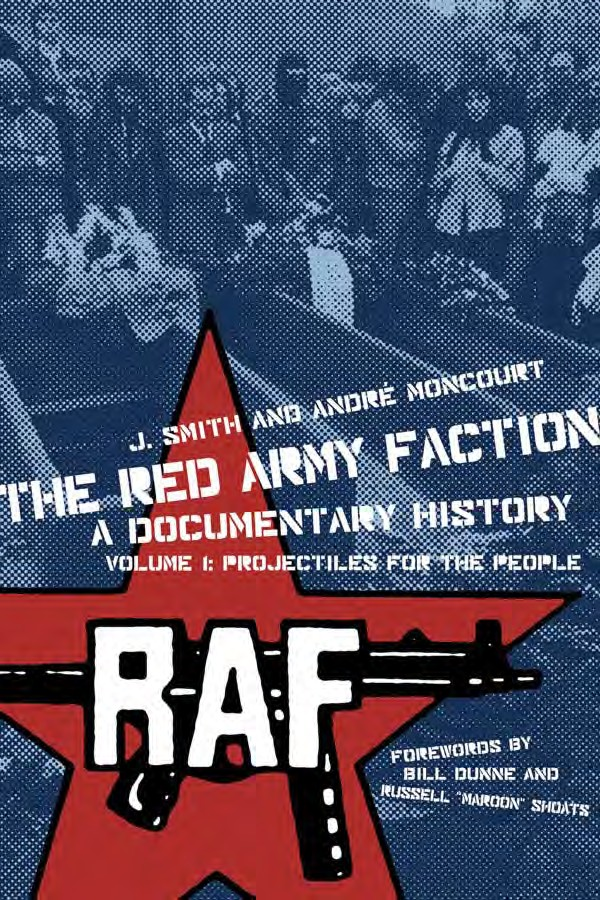 J. SMITH AND ANDRÉ MONCOURT
THE RED ARMY FACTION
A DOCUMENTARY HISTORY
VOLUME 1: PROJECTILES FOR THE PEOPLE
RAF
FOREWORDS BY
BILL DUNNE AND
RUSSELL "MAROON" SHOATS